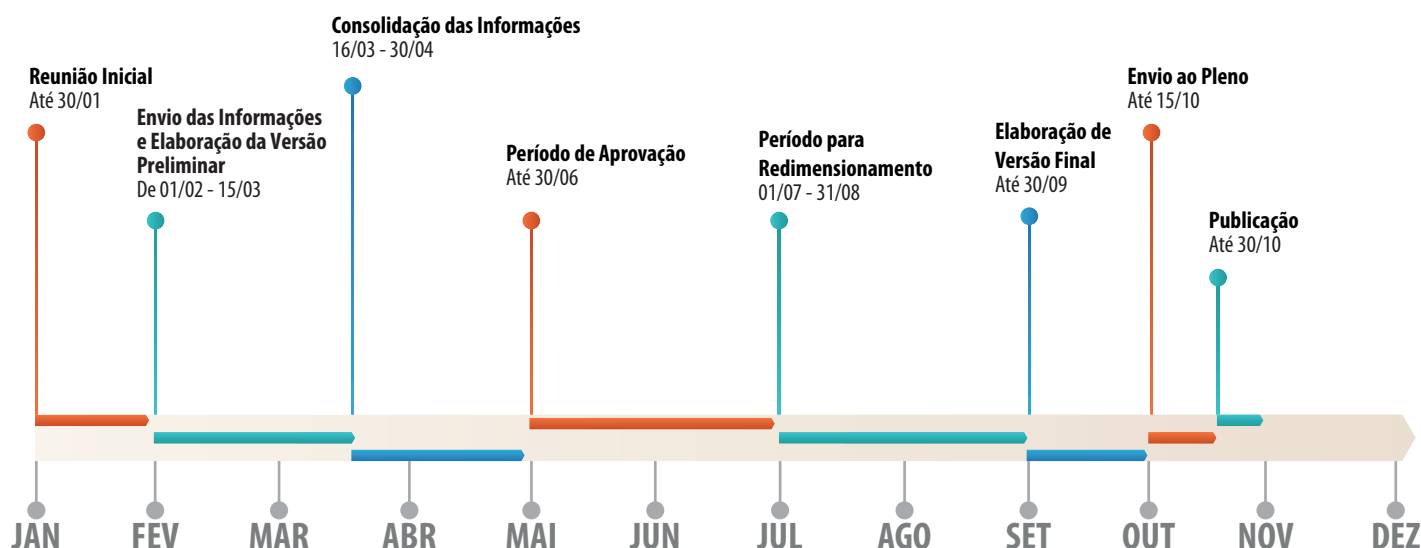 Reunião Inicial
Até 30/01
Envio das Informações
e Elaboração da Versão
Preliminar
De 01/02 - 15/03
Consolidação das Informações
16/03 - 30/04
Período de Aprovação
Até 30/06
Período para
Redimensionamento
01/07 - 31/08
Elaboração de
Versão Final
Até 30/09
Envio ao Pleno
Até 15/10
Publicação
Até 30/10
JAN FEV MAR ABR MAI JUN JUL AGO SET OUT NOV DEZ